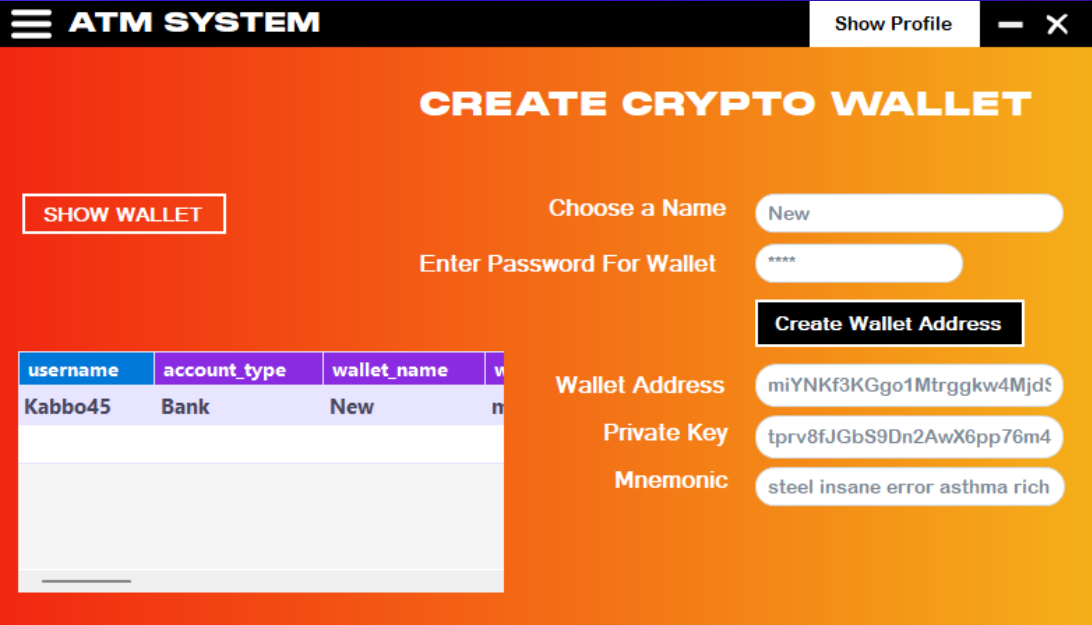 ATM SYSTEM
Show Profile
CREATE CRYPTO WALLET
SHOW WALLET
Choose a Name
New
Enter Password For Wallet
****
Create Wallet Address
username account_type wallet_name
Kabbo45 Bank New
Wallet Address
miYNKf3KGgo1Mtrggkw4Mjd
Private Key
tprv8fJGbS9Dn2AwX6pp76m4
Mnemonic
steel insane error asthma rich